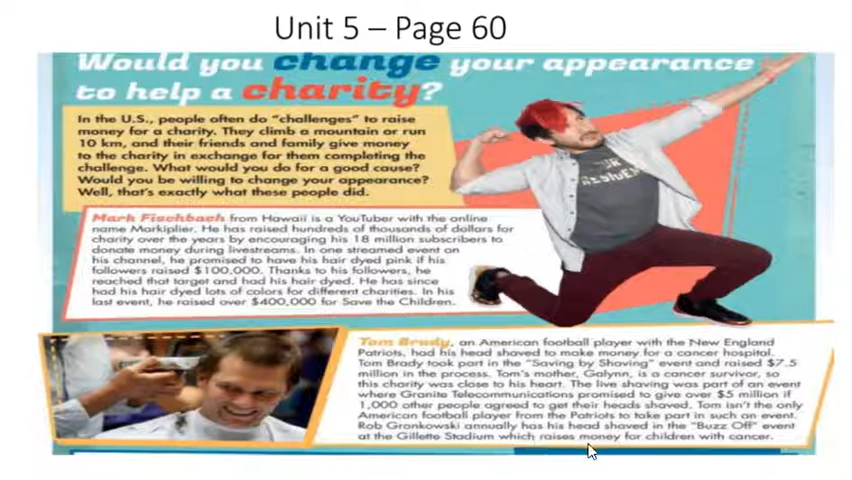 Unit 5 – Page 60
Would you change your appearance
to help a charity?
In the U.S., people often do "challenges" to raise
money for a charity. They climb a mountain or run
10 km, and their friends and family give money
to the charity in exchange for them completing the
challenge. What would you do for a good cause?
Would you be willing to change your appearance?
Well, that's exactly what these people did.
Mark Fischbach from Hawaii is a YouTuber with the online
name Markiplier. He has raised hundreds of thousands of dollars for
charity over the years by encouraging his 18 million subscribers to
donate money during livestreams. In one streamed event on
his channel, he promised to have his hair dyed pink if his
followers raised $100,000. Thanks to his followers, he
reached that target and had his hair dyed. He has since
had his hair dyed lots of colors for different charities. In his
last event, he raised over $400,000 for Save the Children.
Tom Brady, an American football player with the New England
Patriots, had his head shaved to make money for a cancer hospital.
Tom Brady took part in the "Saving by Shaving" event and raised $7.5
million in the process. Tom's mother, Galynn, is a cancer survivor, so
this charity was close to his heart. The live shaving was part of an event
where Granite Telecommunications promised to give over $5 million if
1,000 other people agreed to get their heads shaved. Tom isn't the only
American football player from the Patriots to take part in such an event.
Rob Gronkowski annually has his head shaved in the "Buzz Off" event
at the Gillette Stadium which raises money for children with cancer.